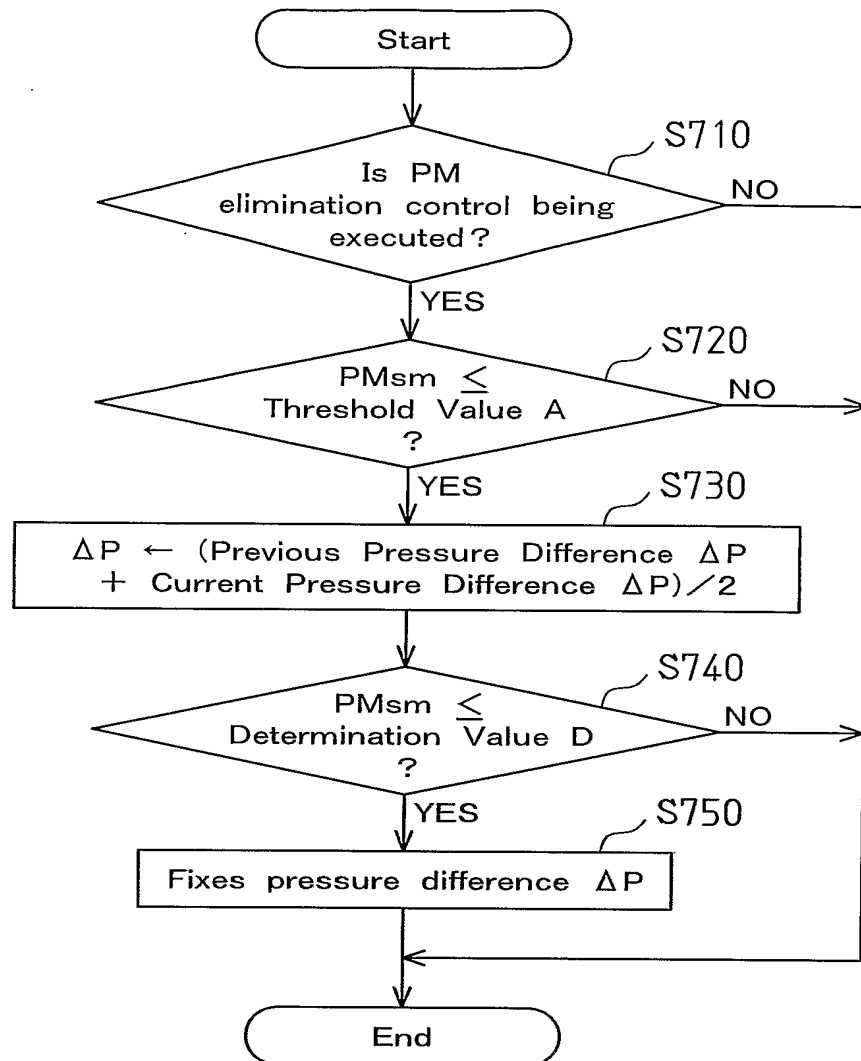 Start
S710
Is PM
elimination control being
executed?
NO
YES
S720
PMsm ≤
Threshold Value A
?
NO
YES
S730
ΔP ← (Previous Pressure Difference ΔP
+ Current Pressure Difference ΔP)/2
S740
PMsm ≤
Determination Value D
?
NO
YES
S750
Fixes pressure difference ΔP
End